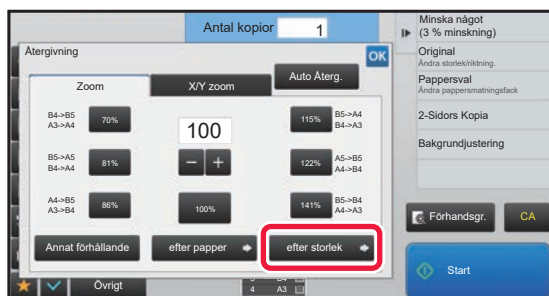 Antal kopior 1
Återgivning
OK
Zoom
X/Y zoom
Auto Återg.
B4->B5
A3->A4
70%
100
115%
B5->A4
B4->A3
B5->A5
B4->A4
81%
122%
A5->B5
A4->B4
A4->B5
A3->B4
86%
100%
141%
B5->B4
A4->A3
Annat förhållande
efter papper
efter storlek
Övrigt
4 A3
Minska något
(3 % minskning)
Original
Ändra storlek/riktning.
Pappersval
Ändra pappersmatningsfack
2-Sidors Kopia
Bakgrundjustering
Förhandsgr.
CA
Start